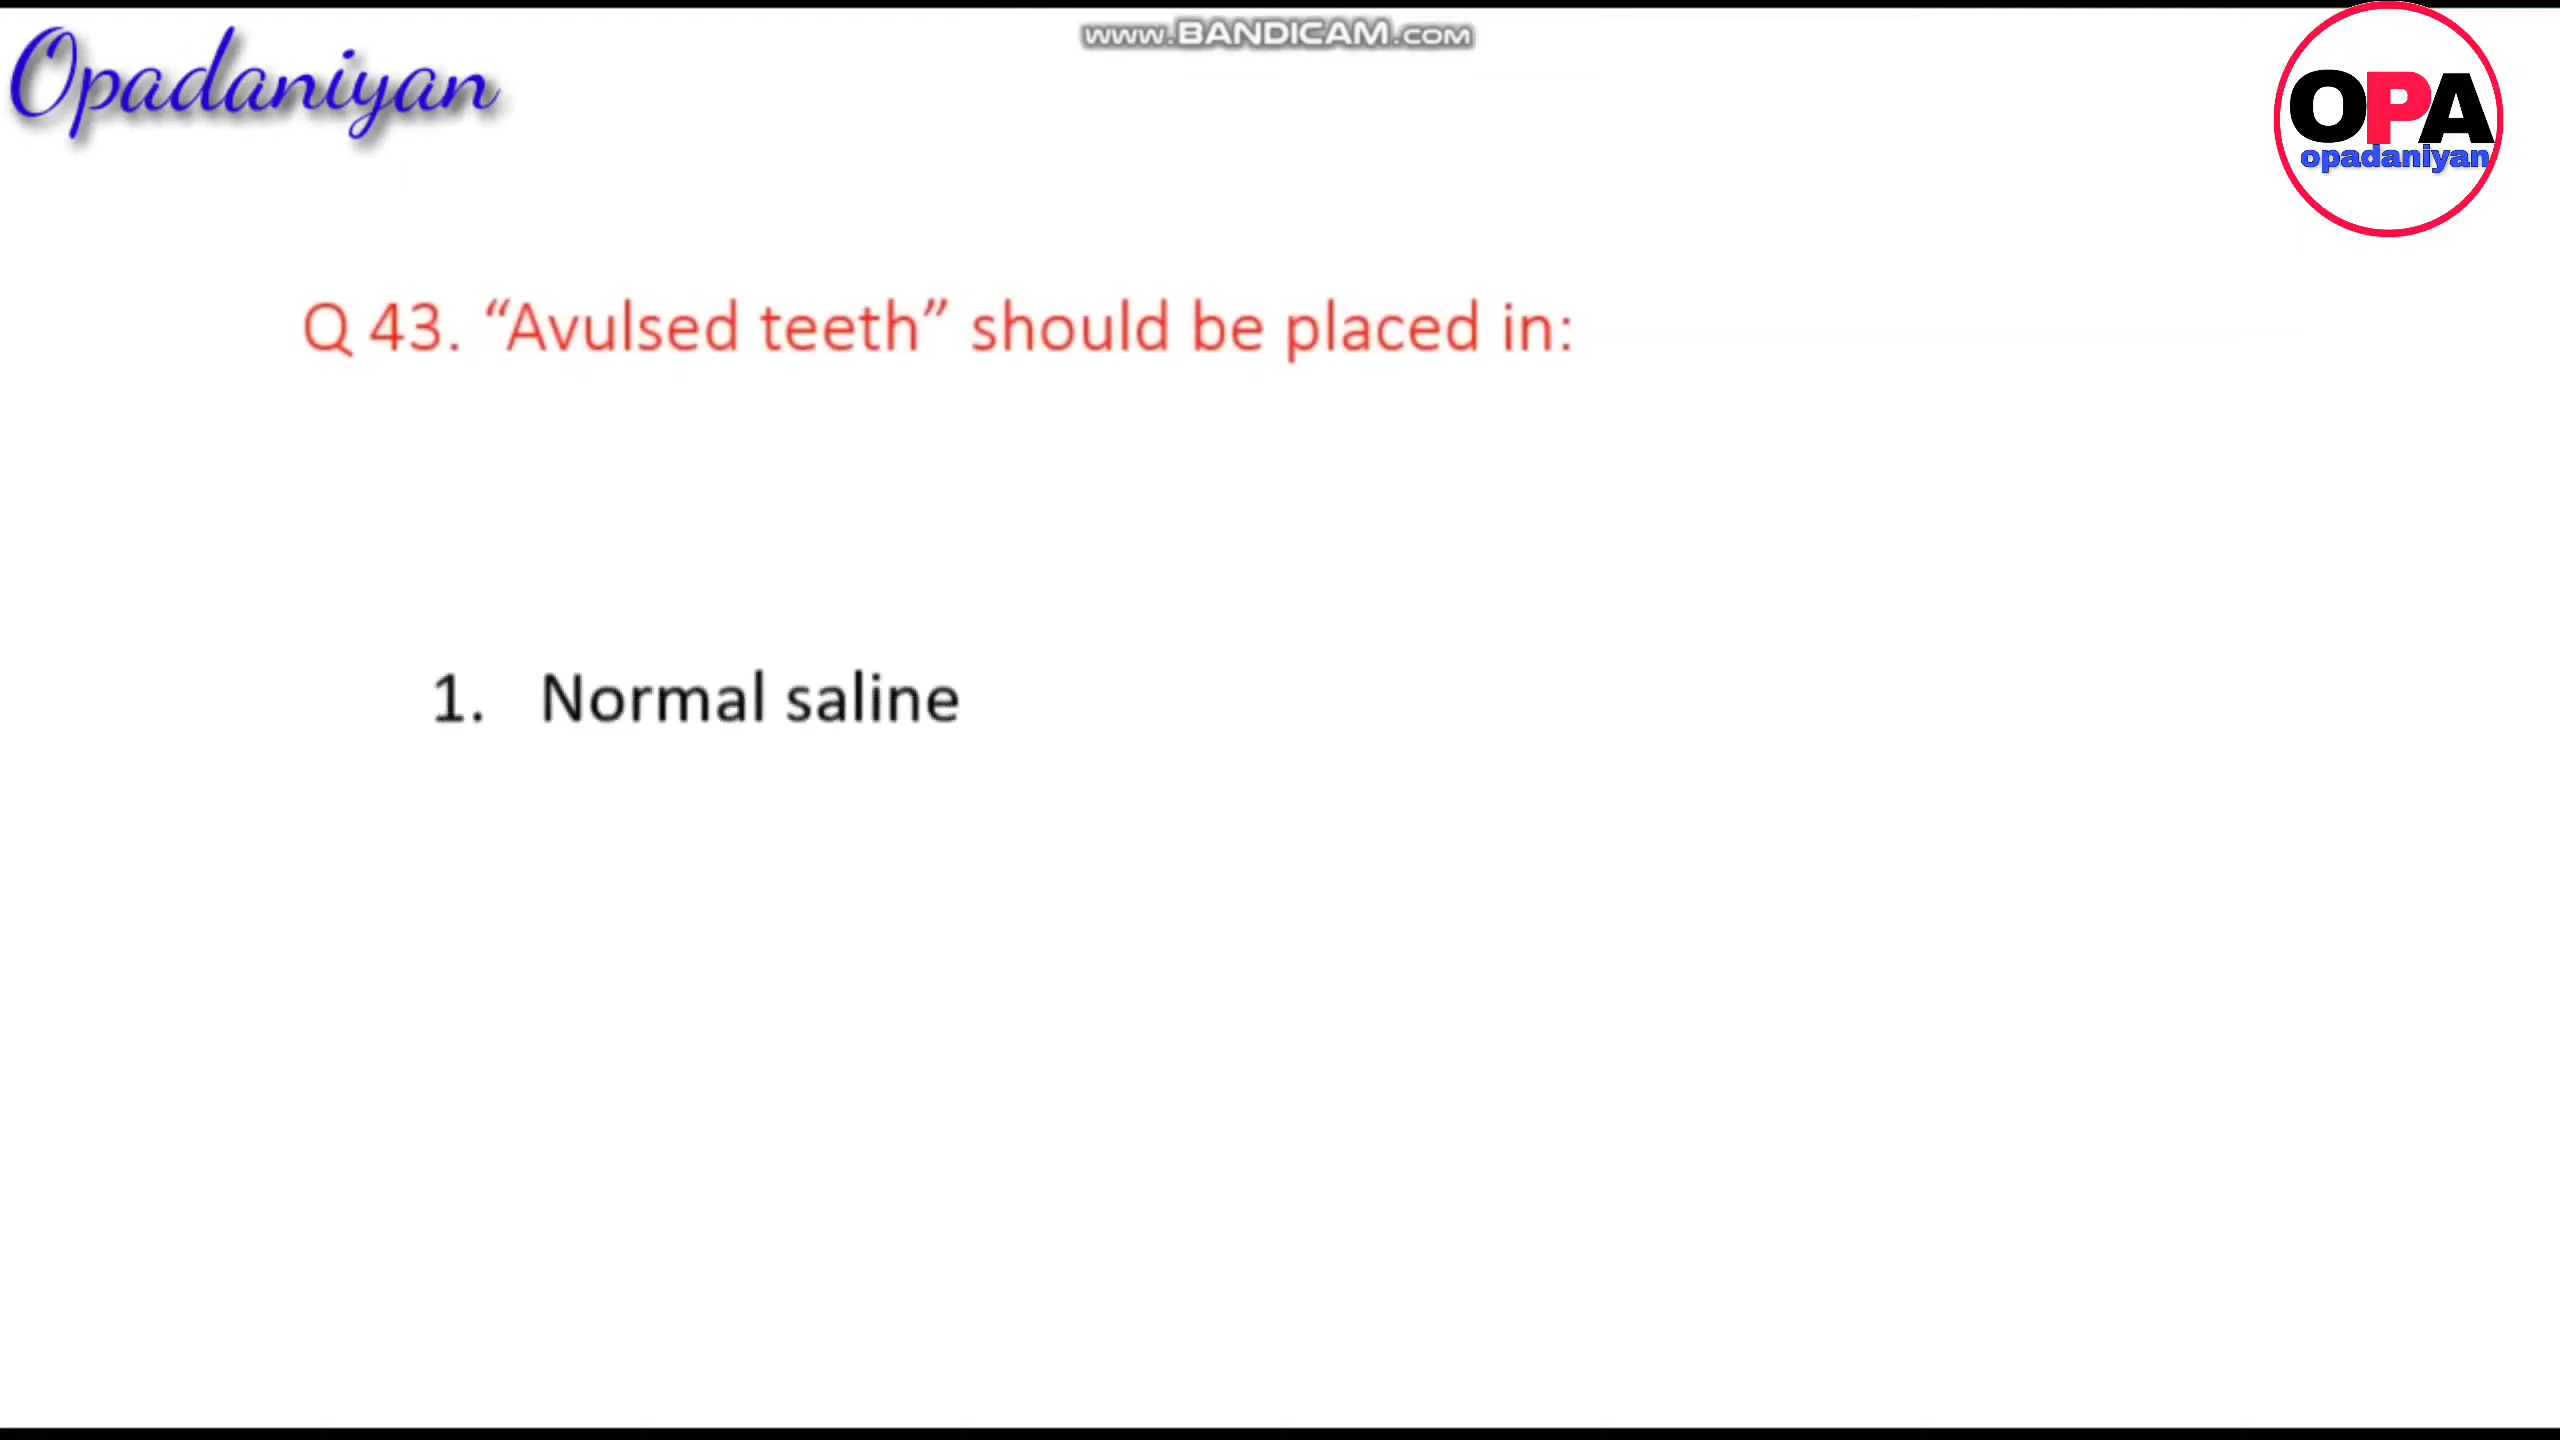 www.BANDICAM.com
Opadaniyan
OPA
opadaniyan
Q 43. “Avulsed teeth” should be placed in:
1. Normal saline